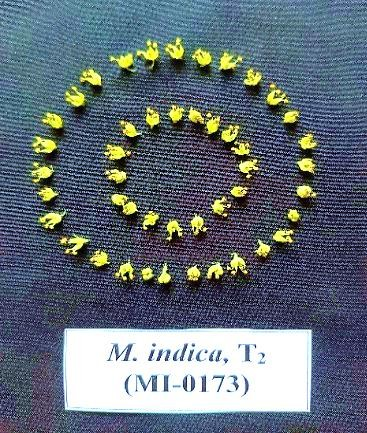 M. indica, T₂
(MI-0173)